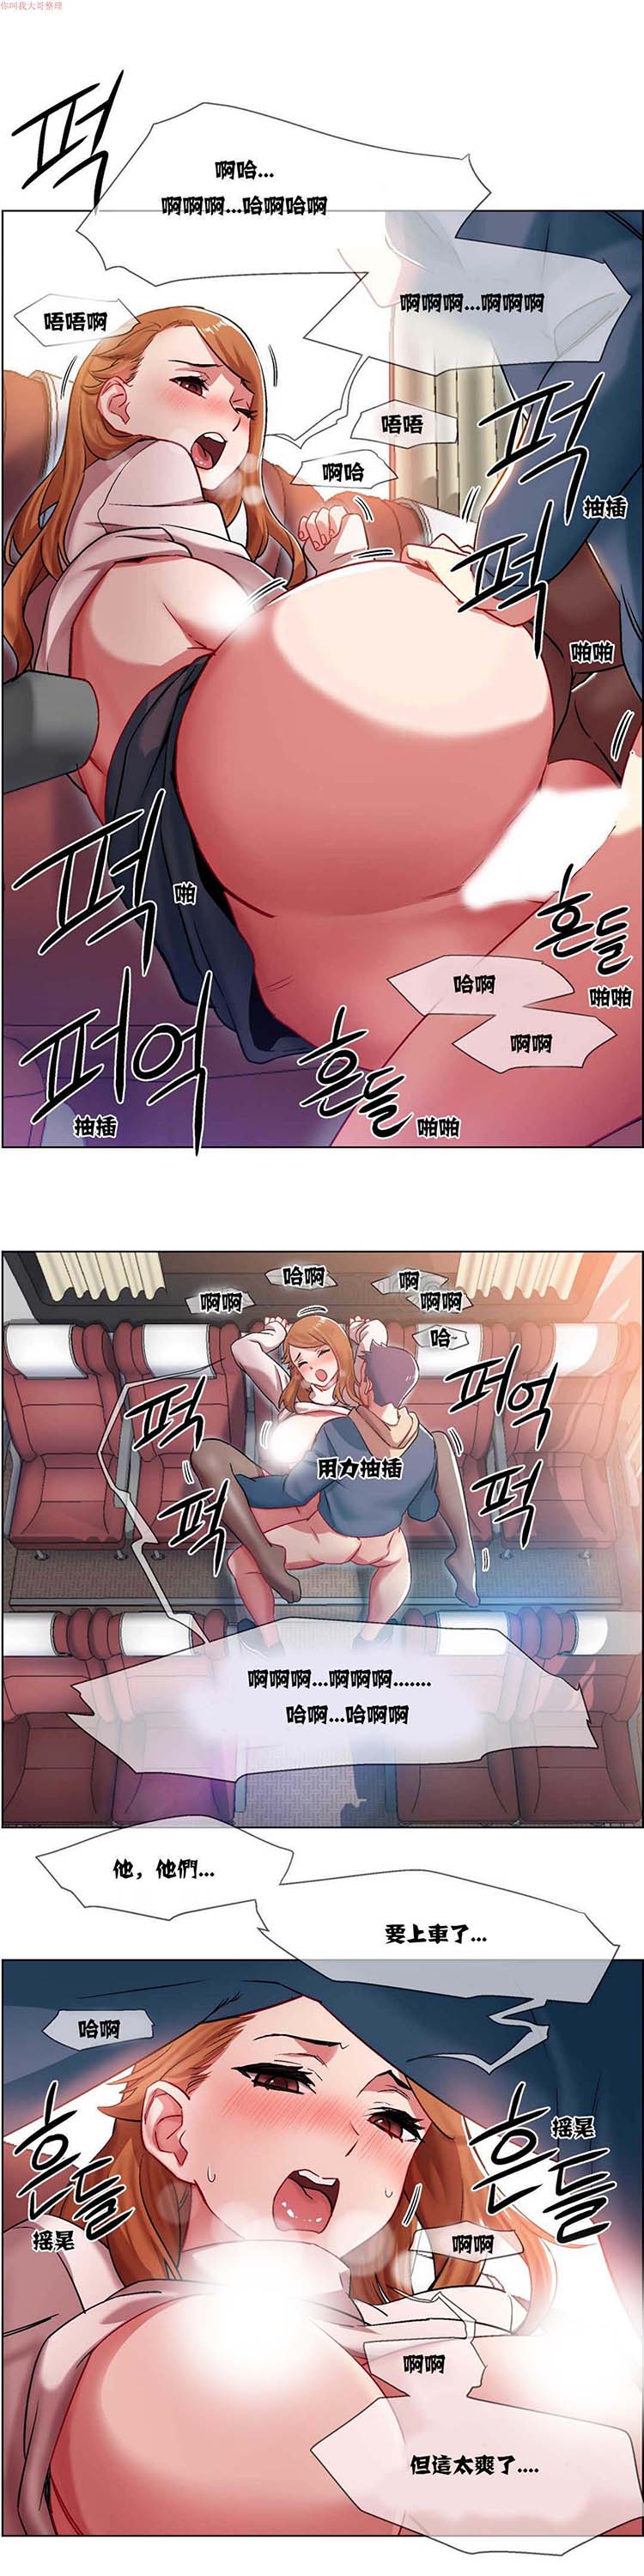 你叫我大哥整理
퍽
啊哈...
啊啊啊...哈啊哈啊
唔唔啊
啊啊啊...啊啊啊
唔唔
啊哈
퍽
抽插
퍽
啪啪
퍽
啪
흔들
哈啊
啪啪
啊啊
퍼억
흔들
抽插
啪啪
哈啊
啊
啊啊
啊啊
哈
퍽
퍼억
用力抽插
퍽
퍽
啊啊啊...啊啊啊.......
哈啊...哈啊啊
他，他們...
要上車了...
哈啊
흔들
搖晃
흔들
搖晃
啊啊
啊啊
但這太爽了....